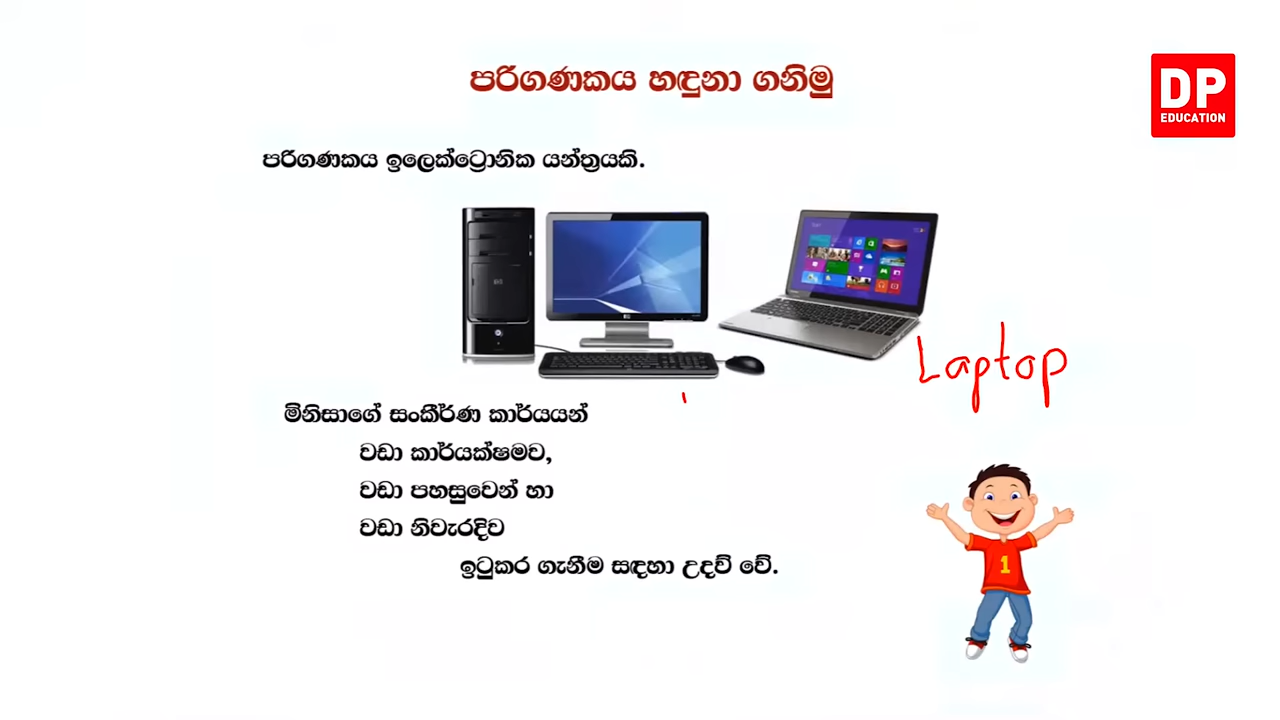 පරිගණකය හඳුනා ගනිමු
DP
EDUCATION
පරිගණකය ඉලෙක්ට්‍රොනික යන්ත්‍රයකි.
Laptop
මිනිසාගේ සංකීර්ණ කාර්යයන්
වඩා කාර්යක්ෂමව,
වඩා පහසුවෙන් හා
වඩා නිවැරදිව
ඉටුකර ගැනීම සඳහා උදව් වේ.
1